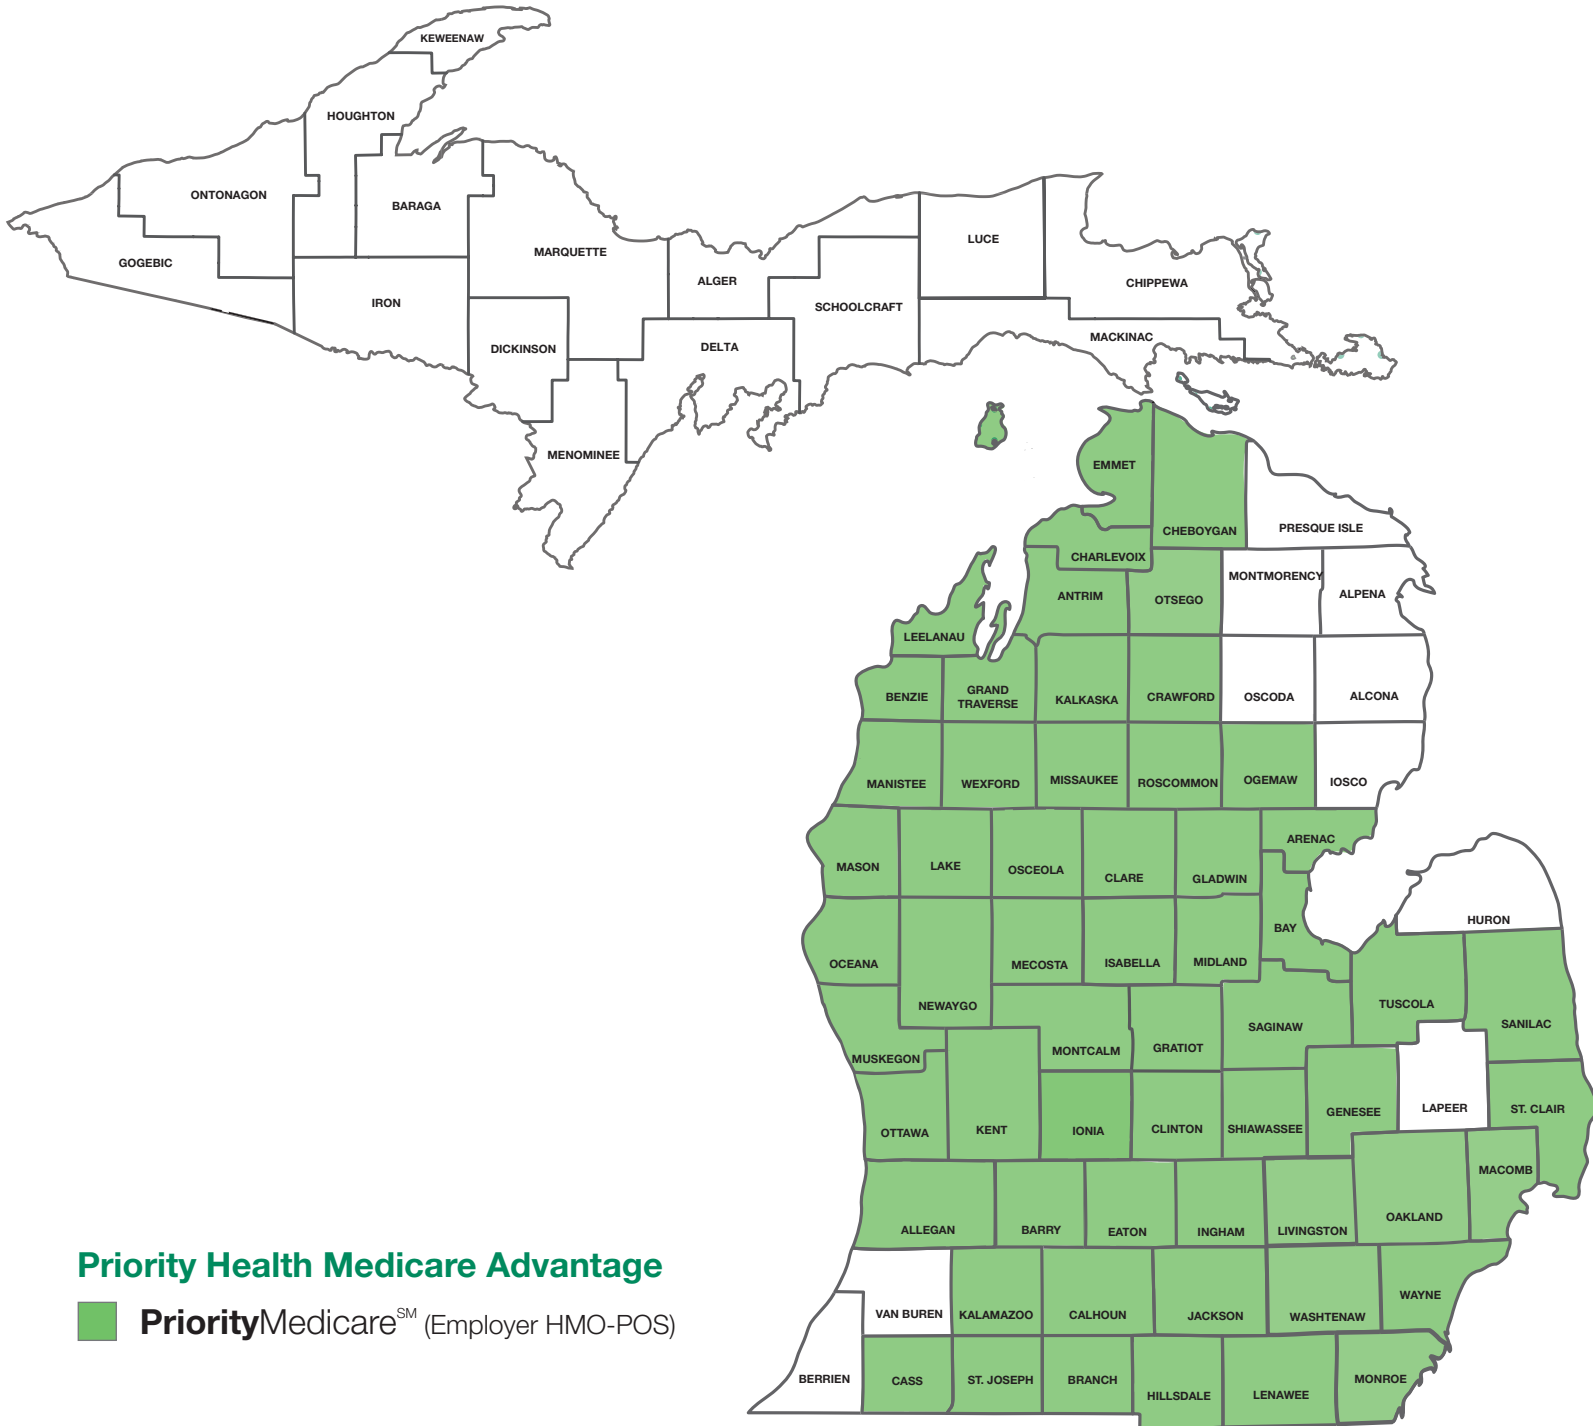 KEWEENAW
HOUGHTON
ONTONAGON
BARAGA
GOGEBIC
MARQUETTE
LUCE
ALGER
CHIPPEWA
IRON
SCHOOLCRAFT
DICKINSON
DELTA
MACKINAC
MENOMINEE
EMMET
CHEBOYGAN
PRESQUE ISLE
CHARLEVOIX
MONTMORENCY
ANTRIM
OTSEGO
ALPENA
LEELANAU
BENZIE
GRAND
TRAVERSE
KALKASKA
CRAWFORD
OSCODA
ALCONA
MANISTEE
WEXFORD
MISSAUKEE
ROSCOMMON
OGEMAW
IOSCO
ARENAC
MASON
LAKE
OSCEOLA
CLARE
GLADWIN
HURON
BAY
OCEANA
MECOSTA
ISABELLA
MIDLAND
NEWAYGO
TUSCOLA
SANILAC
SAGINAW
MUSKEGON
MONTCALM
GRATIOT
OTTAWA
KENT
IONIA
CLINTON
SHIAWASSEE
GENESEE
LAPEER
ST. CLAIR
MACOMB
ALLEGAN
BARRY
EATON
INGHAM
LIVINGSTON
OAKLAND
VAN BUREN
KALAMAZOO
CALHOUN
JACKSON
WASHTENAW
WAYNE
BERRIEN
CASS
ST. JOSEPH
BRANCH
HILLSDALE
LENAWEE
MONROE
Priority Health Medicare Advantage
PriorityMedicare℠ (Employer HMO-POS)